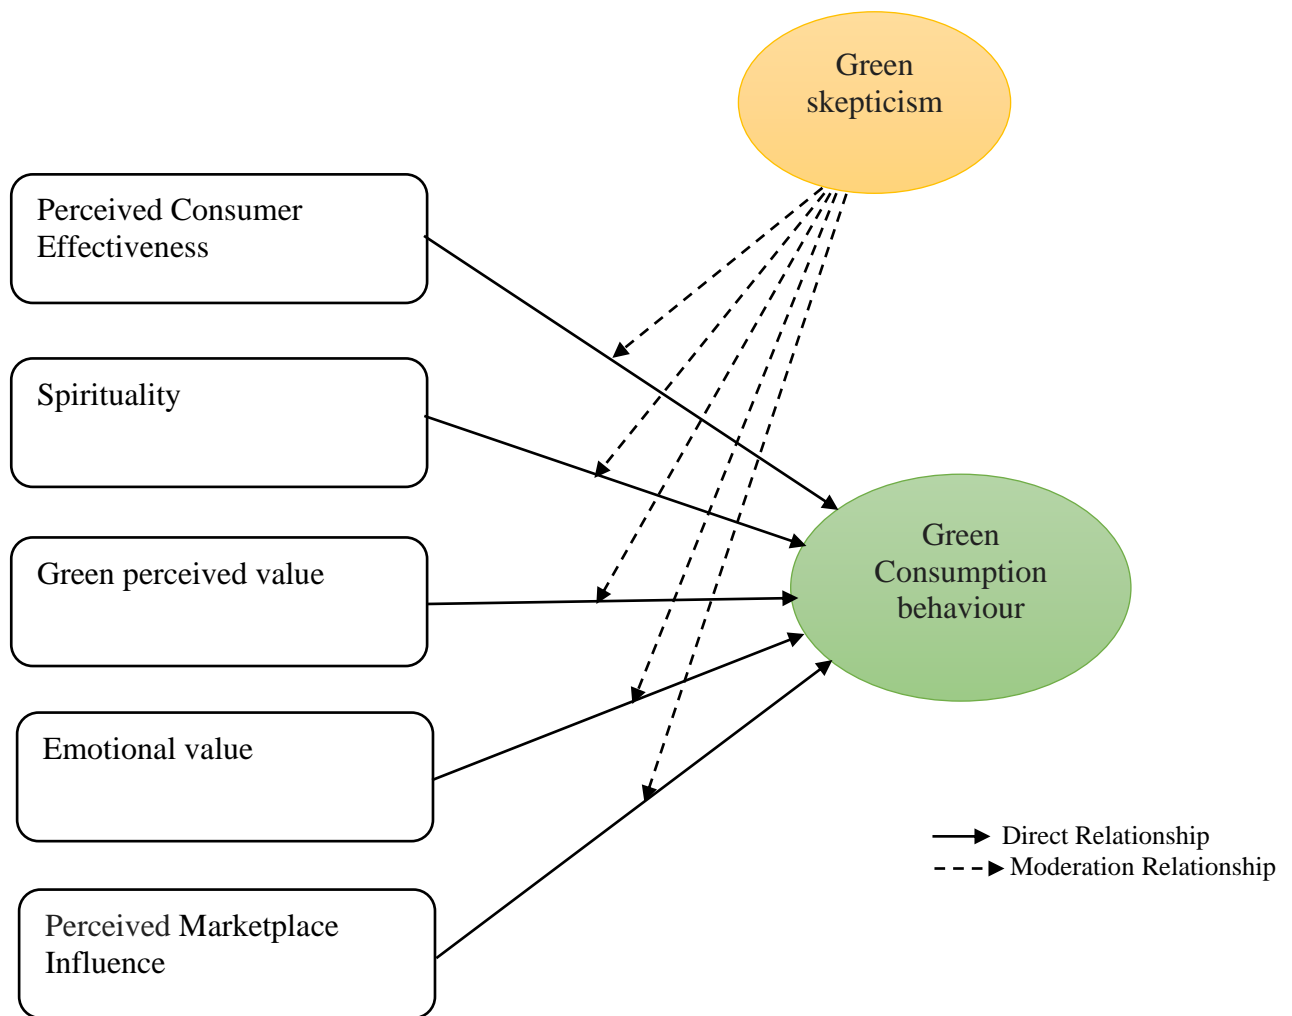 Green
skepticism
Perceived Consumer
Effectiveness
Spirituality
Green perceived value
Green
Consumption
behaviour
Emotional value
Direct Relationship
Moderation Relationship
Perceived Marketplace
Influence